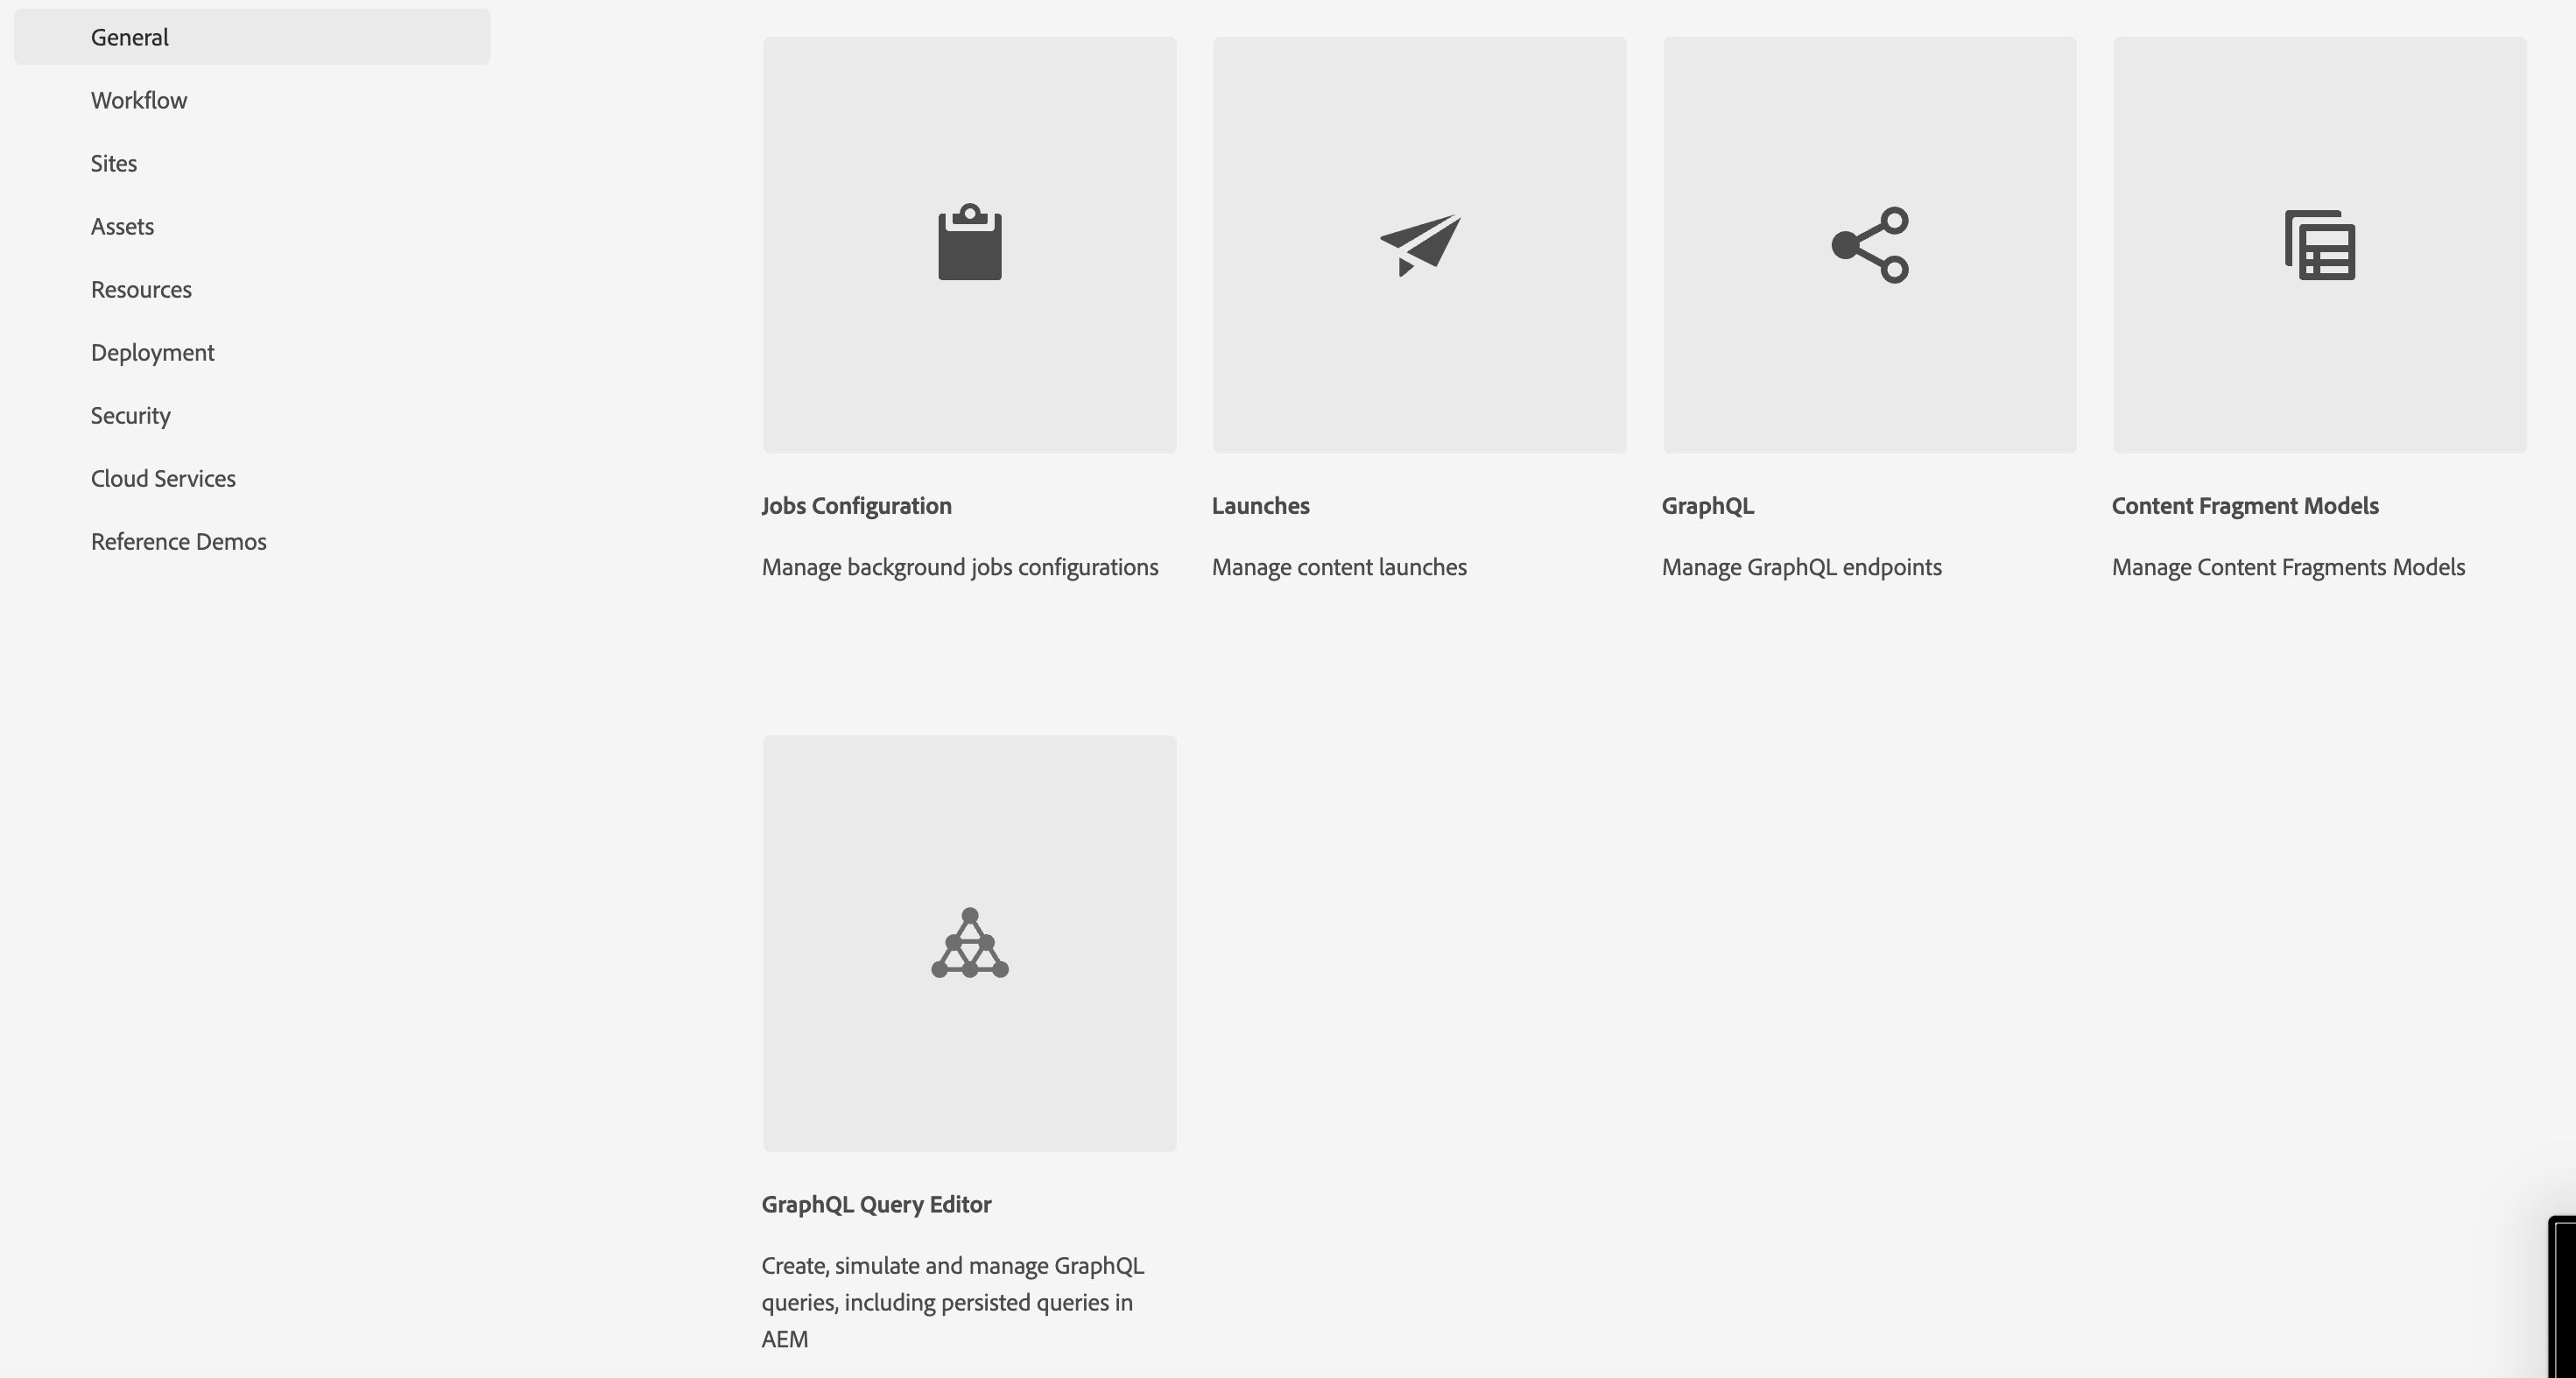 General
Workflow
Sites
Assets
Resources
Deployment
Security
Cloud Services
Reference Demos
Jobs Configuration
Manage background jobs configurations
Launches
Manage content launches
GraphQL
Manage GraphQL endpoints
Content Fragment Models
Manage Content Fragments Models
GraphQL Query Editor
Create, simulate and manage GraphQL
queries, including persisted queries in
AEM